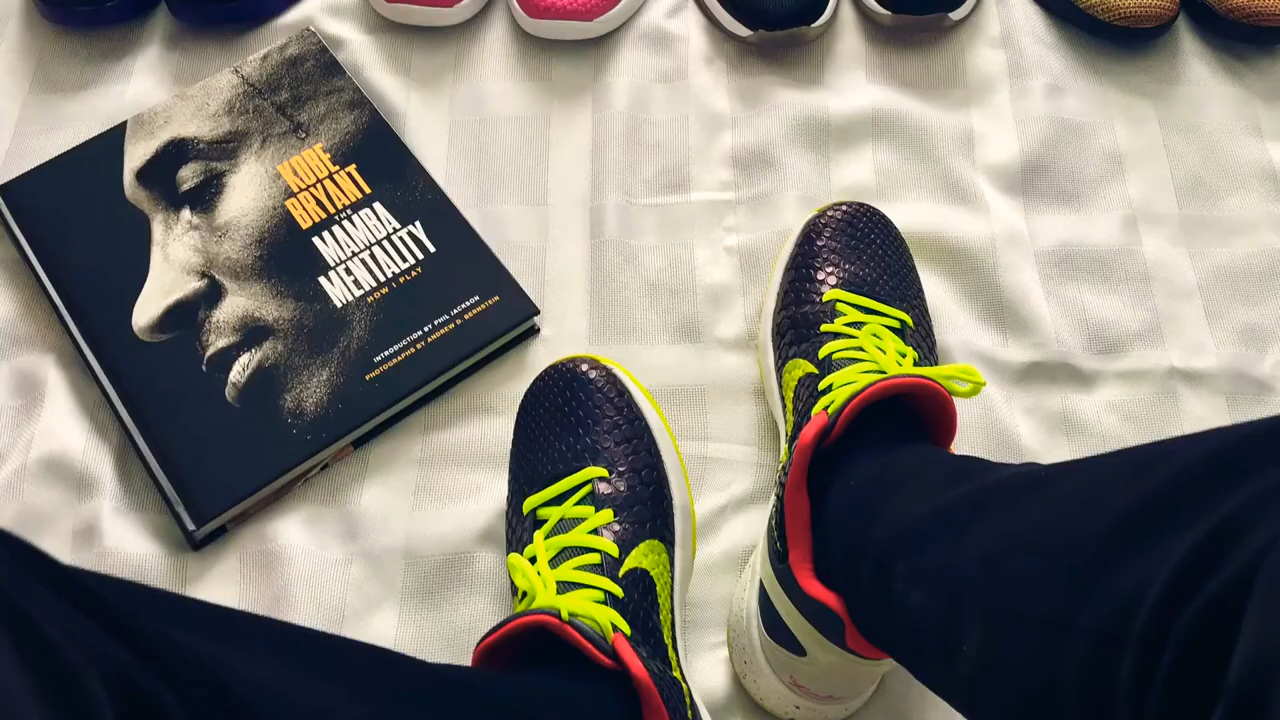 KOBE
BRYANT
THE
MAMBA
MENTALITY
HOW I PLAY
INTRODUCTION BY PHIL JACKSON
PHOTOGRAPHS BY ANDREW D. BERNSTEIN